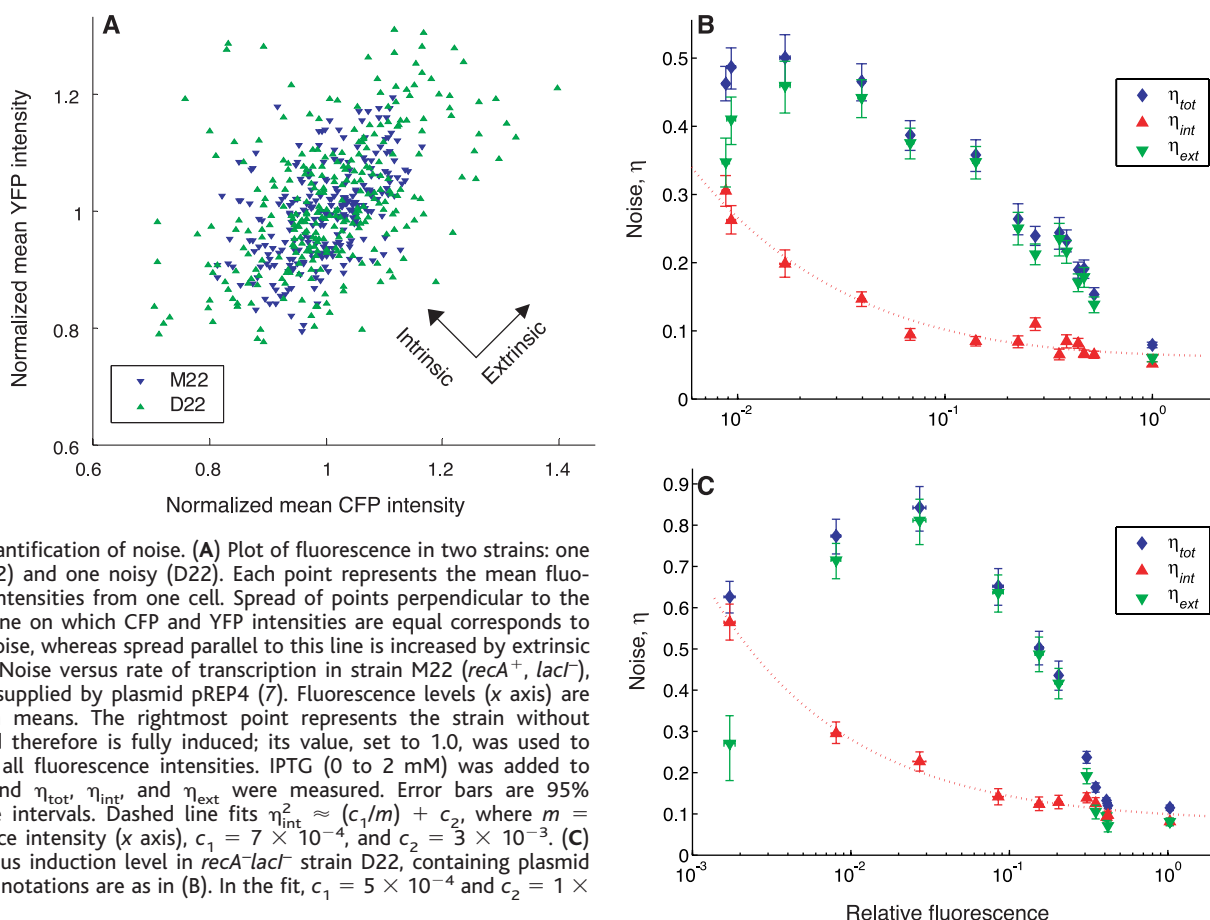 A
Normalized mean YFP intensity
1.2
1
0.8
0.6
0.6
0.8
1
1.2
1.4
Normalized mean CFP intensity
Intrinsic
Extrinsic
M22
D22
B
Noise, η
0.5
0.4
0.3
0.2
0.1
0
10⁻²
10⁻¹
10⁰
η_tot
η_int
η_ext
C
Noise, η
0.9
0.8
0.7
0.6
0.5
0.4
0.3
0.2
0.1
0
10⁻³
10⁻²
10⁻¹
10⁰
Relative fluorescence
η_tot
η_int
η_ext
antification of noise. (A) Plot of fluorescence in two strains: one
2) and one noisy (D22). Each point represents the mean fluo-
ntensities from one cell. Spread of points perpendicular to the
ne on which CFP and YFP intensities are equal corresponds to
oise, whereas spread parallel to this line is increased by extrinsic
Noise versus rate of transcription in strain M22 (recA⁺, lacI⁻),
supplied by plasmid pREP4 (7). Fluorescence levels (x axis) are
means. The rightmost point represents the strain without
d therefore is fully induced; its value, set to 1.0, was used to
all fluorescence intensities. IPTG (0 to 2 mM) was added to
nd η_tot, η_int, and η_ext were measured. Error bars are 95%
e intervals. Dashed line fits η²_int ≈ (c₁/m) + c₂, where m =
ce intensity (x axis), c₁ = 7 × 10⁻⁴, and c₂ = 3 × 10⁻³. (C)
us induction level in recA⁻lacI⁻ strain D22, containing plasmid
notations are as in (B). In the fit, c₁ = 5 × 10⁻⁴ and c₂ = 1 ×